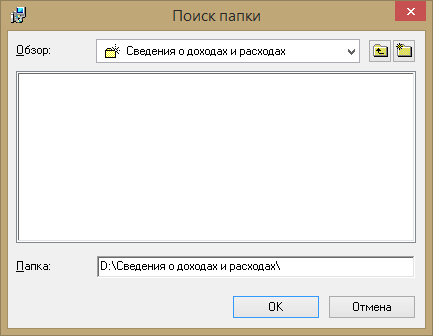 Поиск папки
Обзор: Сведения о доходах и расходах
Папка: D:\Сведения о доходах и расходах\
OK Отмена